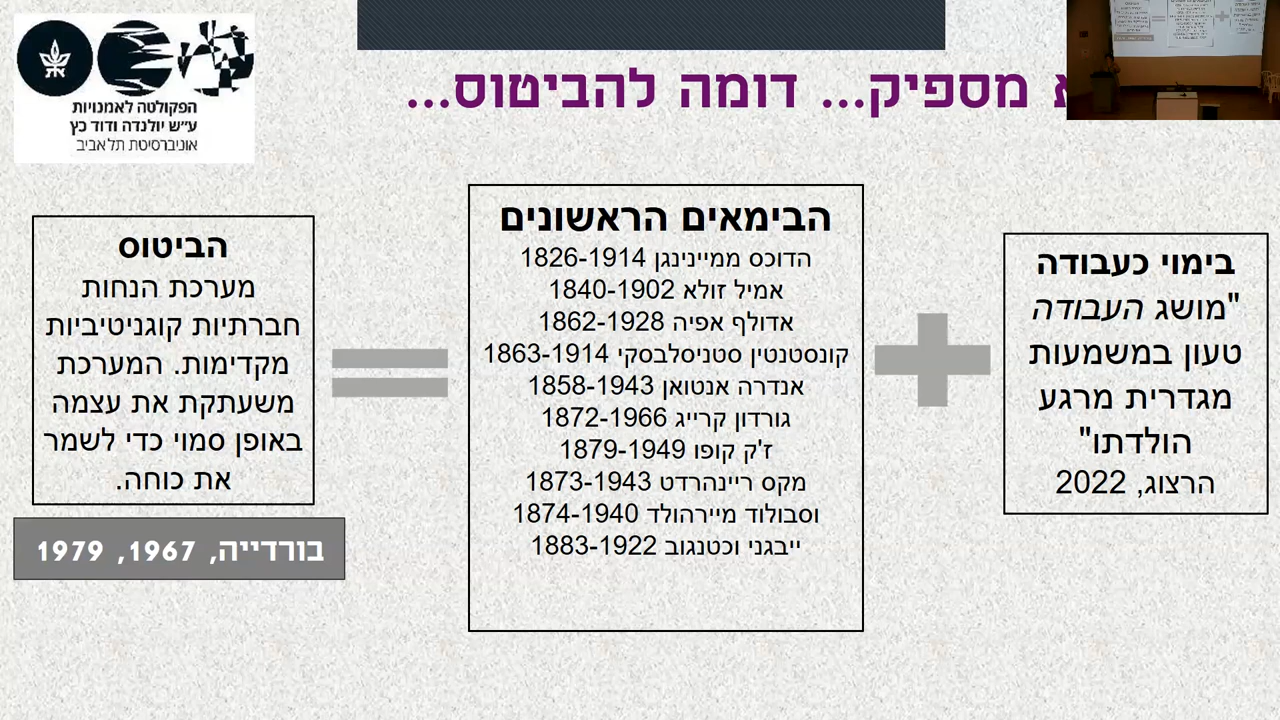 מספיק... דומה להביטוס...
הפקולטה לאמנויות
ע״ש יולנדה ודוד כץ
אוניברסיטת תל אביב
בימוי כעבודה
"מושג העבודה
טעון במשמעות
מגדרית מרגע
הולדתו"
הרצוג, 2022
הבימאים הראשונים
הדוכס ממיינינגן 1826-1914
אמיל זולא 1840-1902
אדולף אפיה 1862-1928
קונסטנטין סטניסלבסקי 1863-1914
אנדרה אנטואן 1858-1943
גורדון קרייג 1872-1966
ז'ק קופו 1879-1949
מקס ריינהרדט 1873-1943
וסבולוד מיירהולד 1874-1940
ייבגני וכטנגוב 1883-1922
הביטוס
מערכת הנחות
חברתיות קוגניטיביות
מקדימות. המערכת
משעתקת את עצמה
באופן סמוי כדי לשמר
את כוחה.
בורדייה, 1967, 1979